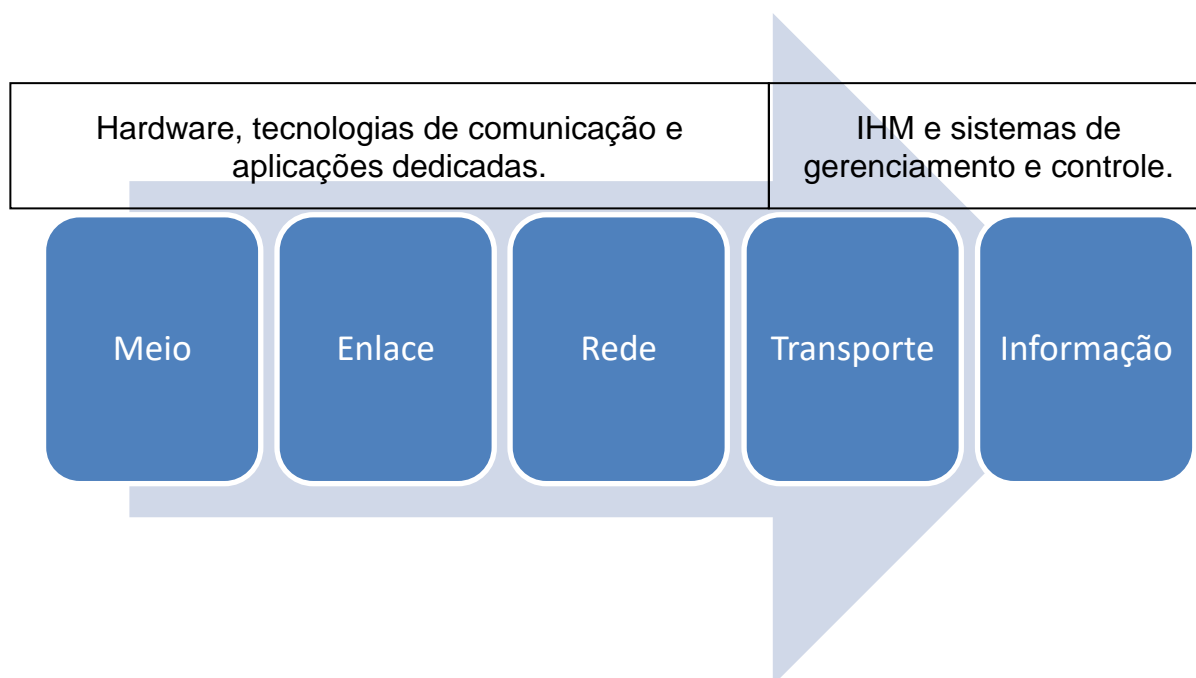 Hardware, tecnologias de comunicação e
aplicações dedicadas.
IHM e sistemas de
gerenciamento e controle.
Meio
Enlace
Rede
Transporte
Informação